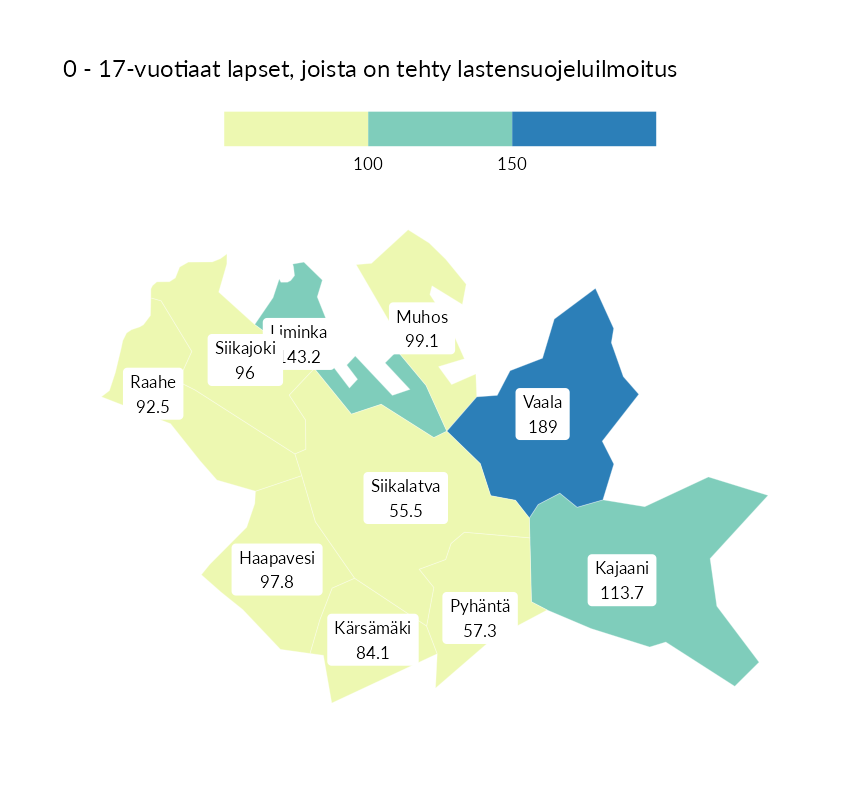 0 - 17-vuotiaat lapset, joista on tehty lastensuojeluilmoitus
100
150
Muhos
99.1
Liminka
143.2
Siikajoki
96
Raahe
92.5
Vaala
189
Siikalatva
55.5
Haapavesi
97.8
Kajaani
113.7
Pyhäntä
57.3
Kärsämäki
84.1